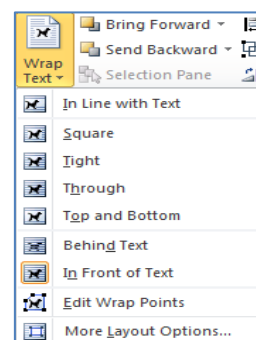 Bring Forward
Send Backward
Selection Pane
Wrap
Text
In Line with Text
Square
Tight
Through
Top and Bottom
Behind Text
In Front of Text
Edit Wrap Points
More Layout Options...